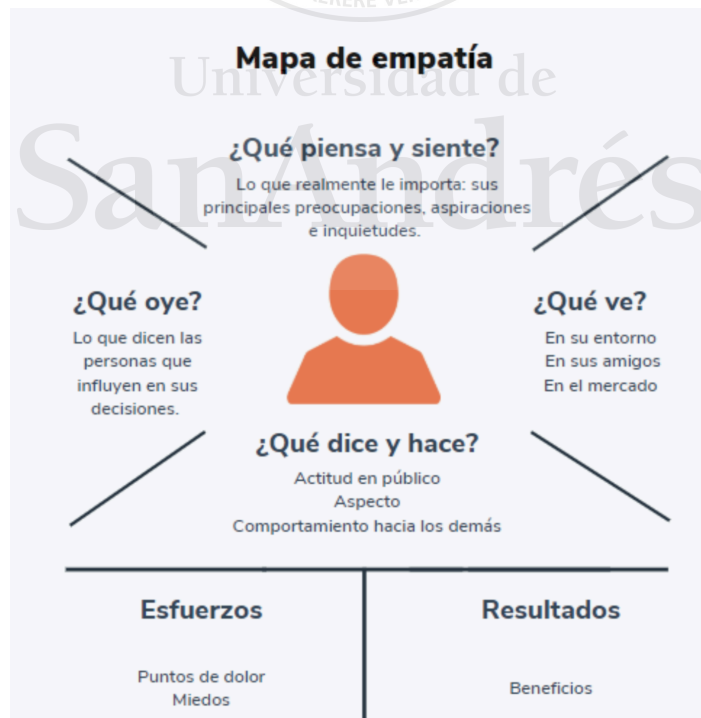 Mapa de empatía
Universidad de
SanAndrés
¿Qué piensa y siente?
Lo que realmente le importa: sus
principales preocupaciones, aspiraciones
e inquietudes.
¿Qué oye?
Lo que dicen las
personas que
influyen en sus
decisiones.
¿Qué ve?
En su entorno
En sus amigos
En el mercado
¿Qué dice y hace?
Actitud en público
Aspecto
Comportamiento hacia los demás
Esfuerzos
Puntos de dolor
Miedos
Resultados
Beneficios